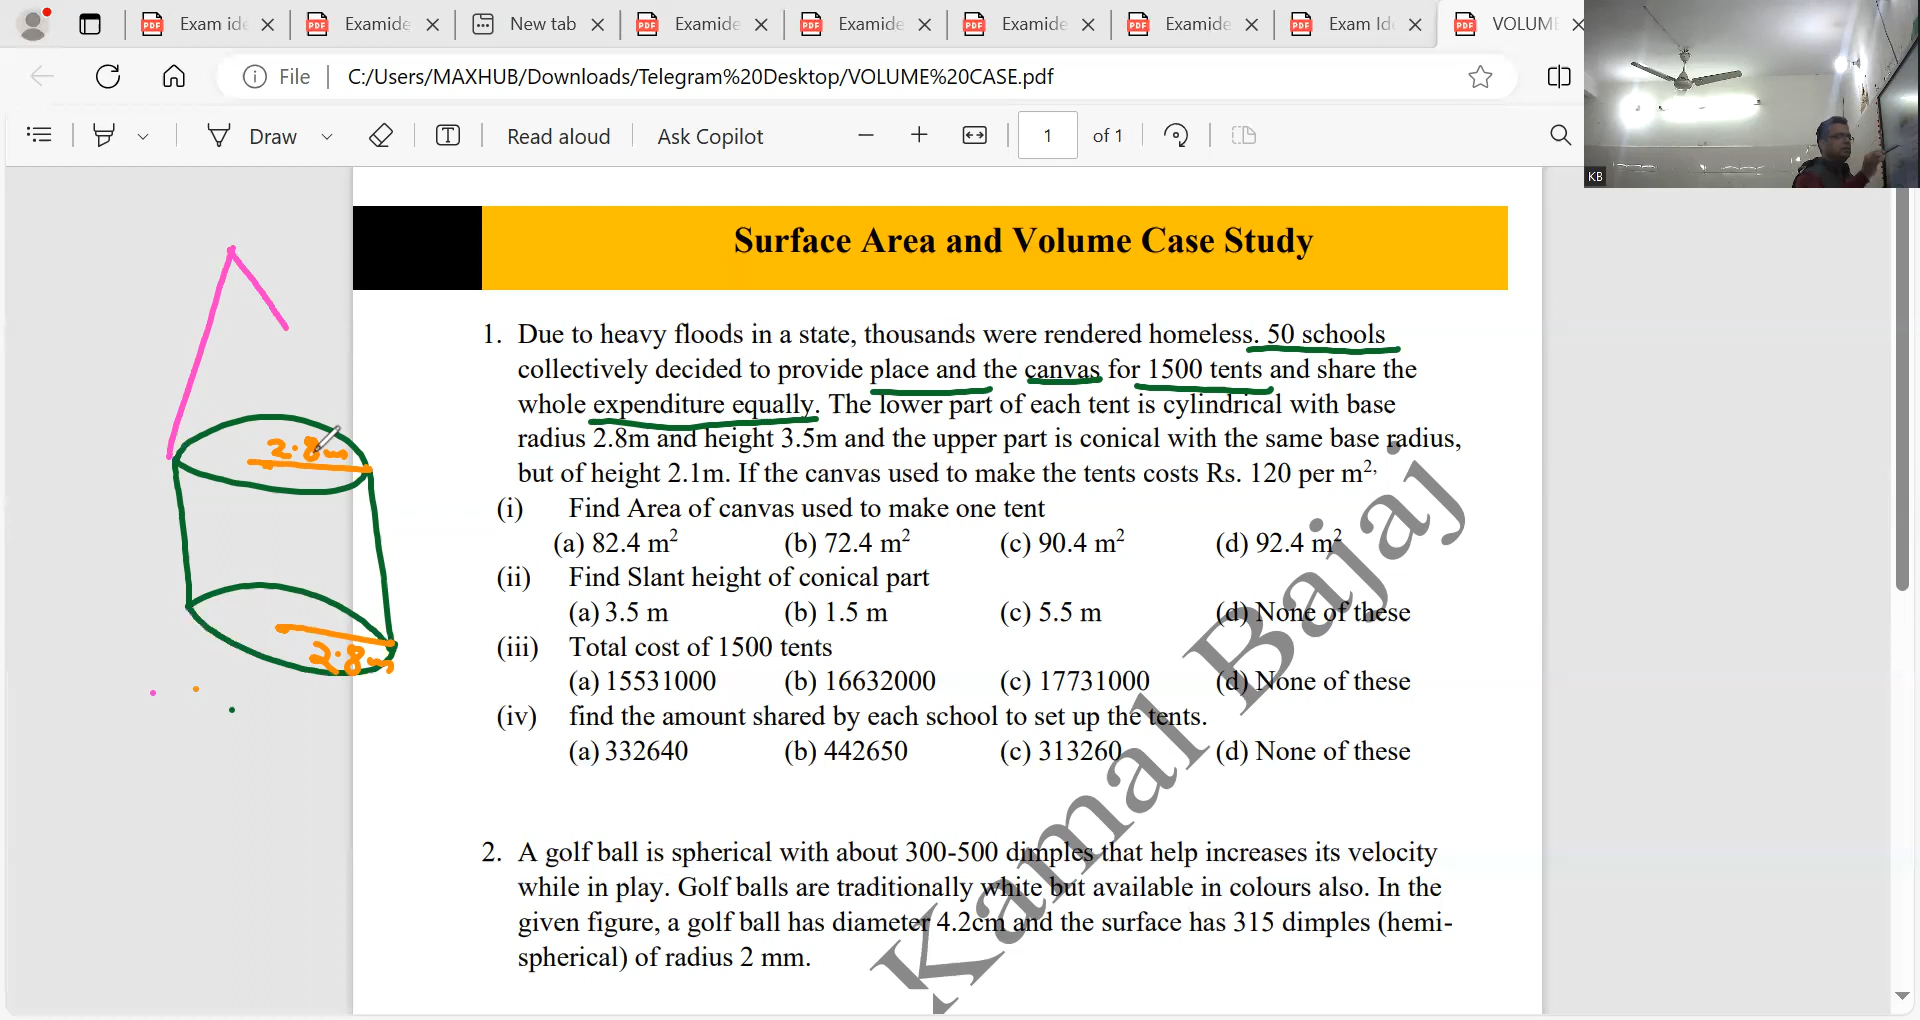 Exam ide
Examide
New tab
Examide
Examide
Examide
Examide
Exam Ide
VOLUME
File
C:/Users/MAXHUB/Downloads/Telegram%20Desktop/VOLUME%20CASE.pdf
Draw
Read aloud
Ask Copilot
1
of 1
KB
Surface Area and Volume Case Study
1. Due to heavy floods in a state, thousands were rendered homeless. 50 schools
collectively decided to provide place and the canvas for 1500 tents and share the
whole expenditure equally. The lower part of each tent is cylindrical with base
radius 2.8m and height 3.5m and the upper part is conical with the same base radius,
but of height 2.1m. If the canvas used to make the tents costs Rs. 120 per m²,
(i) Find Area of canvas used to make one tent
(a) 82.4 m² (b) 72.4 m² (c) 90.4 m² (d) 92.4 m²
(ii) Find Slant height of conical part
(a) 3.5 m (b) 1.5 m (c) 5.5 m (d) None of these
(iii) Total cost of 1500 tents
(a) 15531000 (b) 16632000 (c) 17731000 (d) None of these
(iv) find the amount shared by each school to set up the tents.
(a) 332640 (b) 442650 (c) 313260 (d) None of these
2. A golf ball is spherical with about 300-500 dimples that help increases its velocity
while in play. Golf balls are traditionally white but available in colours also. In the
given figure, a golf ball has diameter 4.2cm and the surface has 315 dimples (hemi-
spherical) of radius 2 mm.
Kamal Bajaj
2.8m
2.8m